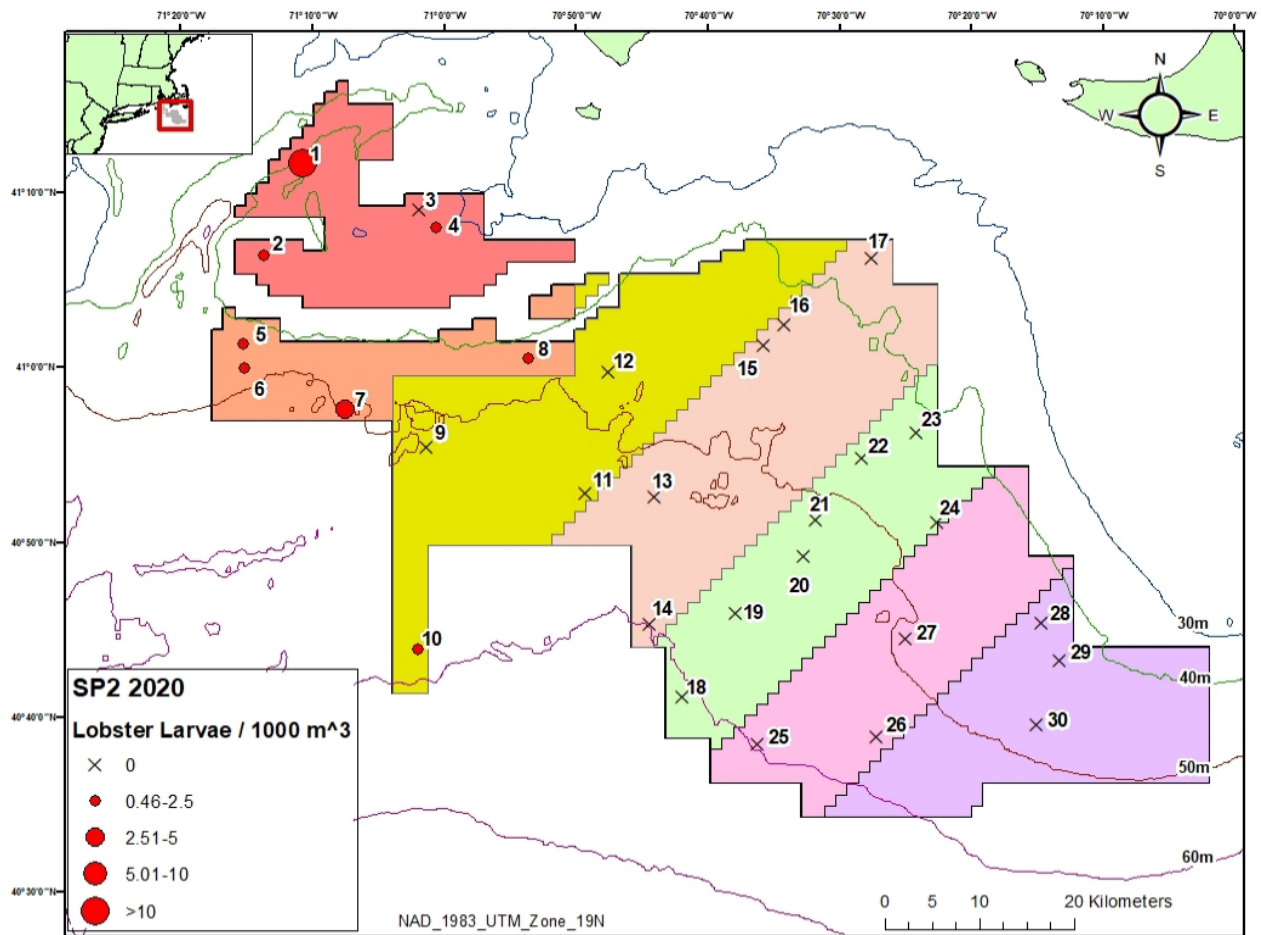 71°20'0"W 71°10'0"W 71°0'0"W 70°50'0"W 70°40'0"W 70°30'0"W 70°20'0"W 70°10'0"W 70°0'0"W
N
W E
S
1
41°10'0"N
3
4
2
17
16
5
15
8
12
41°0'0"N
6
7
23
9
22
11
13
21
24
40°50'0"N
20
19
14
28
30m
27
10
29
18
40m
SP2 2020
40°40'0"N
30
26
25
Lobster Larvae / 1000 m^3
0
50m
0.46-2.5
2.51-5
60m
5.01-10
40°30'0"N
0 5 10 20 Kilometers
>10
NAD_1983_UTM_Zone_19N